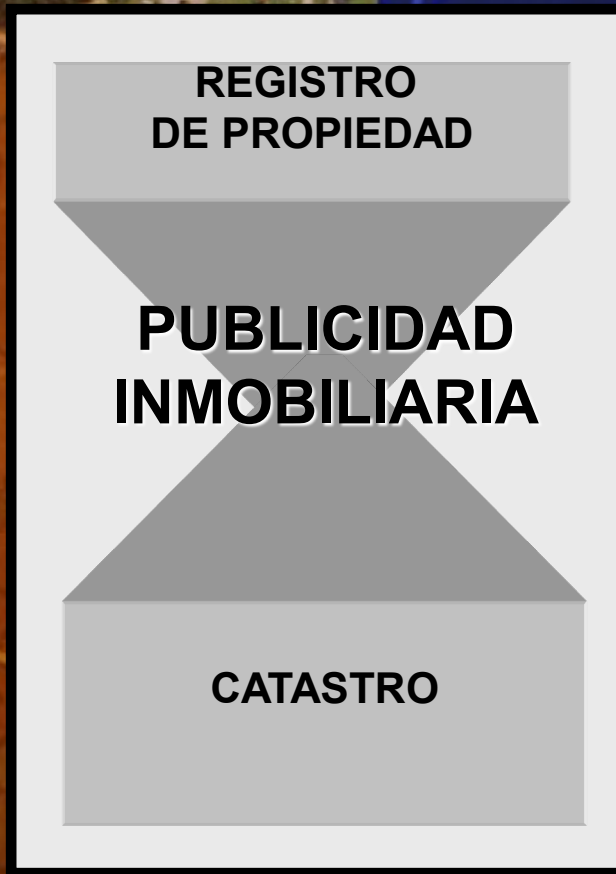 REGISTRO
DE PROPIEDAD
PUBLICIDAD
INMOBILIARIA
CATASTRO